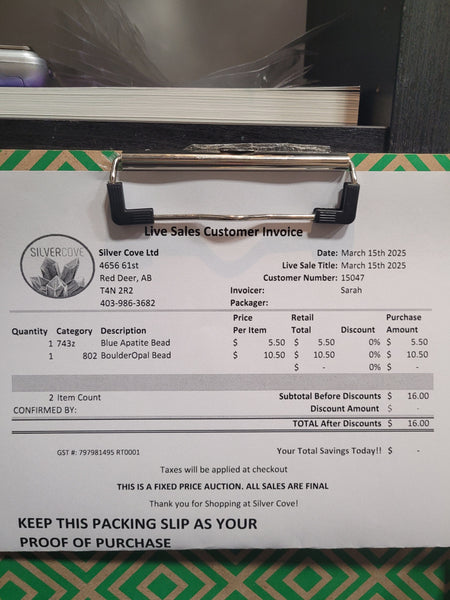 Live Sales Customer Invoice
SILVERCOVE
Silver Cove Ltd
4656 61st
Red Deer, AB
T4N 2R2
403-986-3682
Date: March 15th 2025
Live Sale Title: March 15th 2025
Customer Number: 15047
Invoicer: Sarah
Packager:
Quantity Category Description Price Per Item Retail Total Discount Purchase Amount
1 743z Blue Apatite Bead $ 5.50 $ 5.50 0% $ 5.50
1 802 BoulderOpal Bead $ 10.50 $ 10.50 0% $ 10.50
$ - 0% $ -
2 Item Count Subtotal Before Discounts $ 16.00
CONFIRMED BY: Discount Amount $ -
TOTAL After Discounts $ 16.00
GST #: 797981495 RT0001 Your Total Savings Today!! $ -
Taxes will be applied at checkout
THIS IS A FIXED PRICE AUCTION. ALL SALES ARE FINAL
Thank you for Shopping at Silver Cove!
KEEP THIS PACKING SLIP AS YOUR
PROOF OF PURCHASE